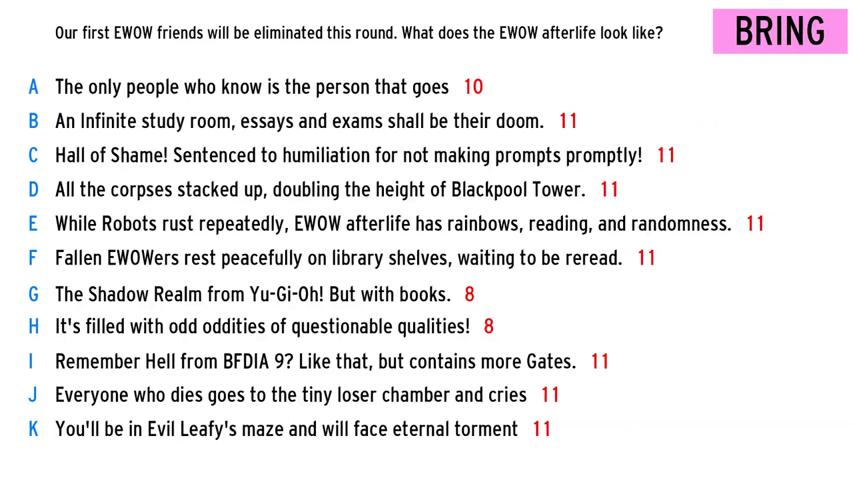 Our first EWOW friends will be eliminated this round. What does the EWOW afterlife look like?
BRING
A The only people who know is the person that goes 10
B An Infinite study room, essays and exams shall be their doom. 11
C Hall of Shame! Sentenced to humiliation for not making prompts promptly! 11
D All the corpses stacked up, doubling the height of Blackpool Tower. 11
E While Robots rust repeatedly, EWOW afterlife has rainbows, reading, and randomness. 11
F Fallen EWOWers rest peacefully on library shelves, waiting to be reread. 11
G The Shadow Realm from Yu-Gi-Oh! But with books. 8
H It's filled with odd oddities of questionable qualities! 8
I Remember Hell from BFDIA 9? Like that, but contains more Gates. 11
J Everyone who dies goes to the tiny loser chamber and cries 11
K You'll be in Evil Leafy's maze and will face eternal torment 11